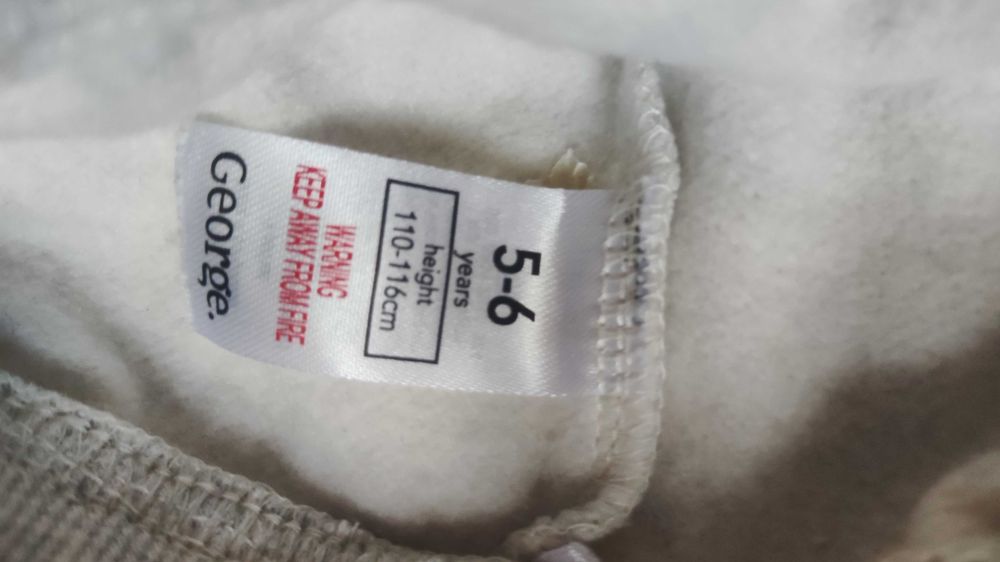 5-6
years
height
110-116cm
WARNING
KEEP AWAY FROM FIRE
George.